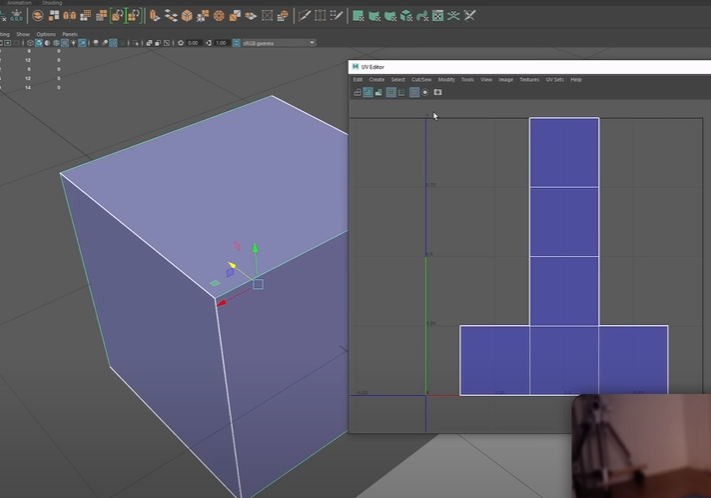 Animation Shading
Show Options Panels
0.00 1.00 sRGB gamma
8 0
12 0
6 0
12 0
14 0
UV Editor
Edit Create Select Cut/Sew Modify Tools View Image Textures UV Sets Help